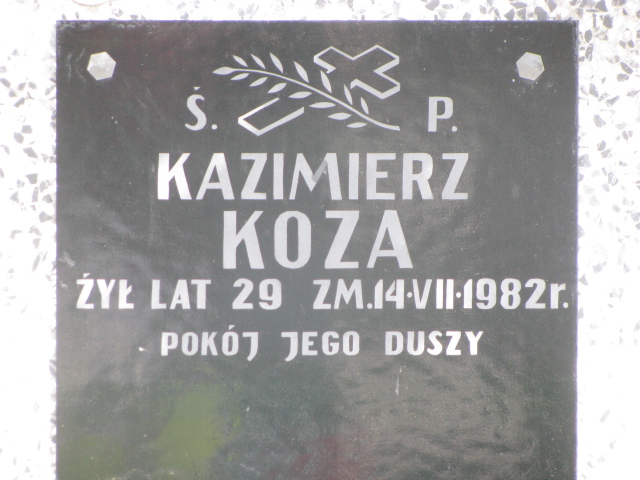 Ś. P.
KAZIMIERZ
KOZA
ŻYŁ LAT 29 ZM.14·VII·1982r.
POKÓJ JEGO DUSZY